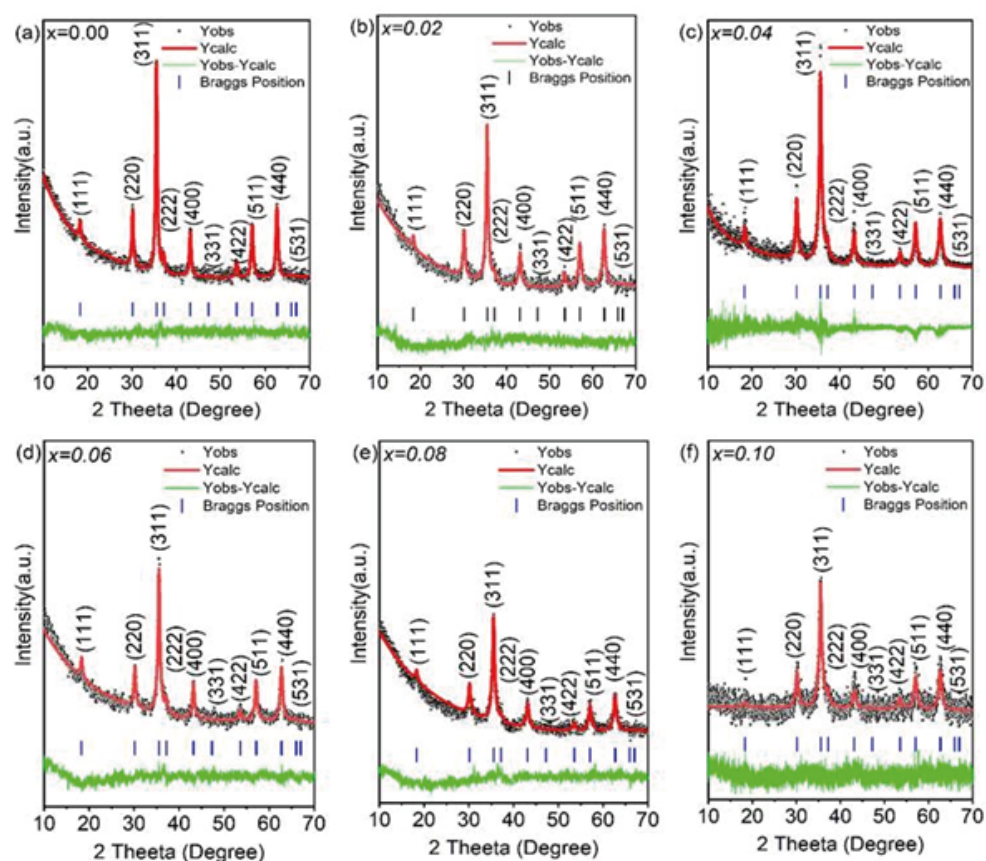 (a) x=0.00
Yobs
Ycalc
Yobs-Ycalc
Braggs Position
(111)
(220)
(311)
(222)
(400)
(331)
(422)
(511)
(440)
(531)
Intensity(a.u.)
10 20 30 40 50 60 70
2 Theeta (Degree)
(b) x=0.02
Yobs
Ycalc
Yobs-Ycalc
Braggs Position
(111)
(220)
(311)
(222)
(400)
(331)
(422)
(511)
(440)
(531)
Intensity(a.u.)
10 20 30 40 50 60 70
2 Theeta (Degree)
(c) x=0.04
Yobs
Ycalc
Yobs-Ycalc
Braggs Position
(111)
(220)
(311)
(222)
(400)
(331)
(422)
(511)
(440)
(531)
Intensity(a.u.)
10 20 30 40 50 60 70
2 Theeta (Degree)
(d) x=0.06
Yobs
Ycalc
Yobs-Ycalc
Braggs Position
(111)
(220)
(311)
(222)
(400)
(331)
(422)
(511)
(440)
(531)
Intensity(a.u.)
10 20 30 40 50 60 70
2 Theeta (Degree)
(e) x=0.08
Yobs
Ycalc
Yobs-Ycalc
Braggs Position
(111)
(220)
(311)
(222)
(400)
(331)
(422)
(511)
(440)
(531)
Intensity(a.u.)
10 20 30 40 50 60 70
2 Theeta (Degree)
(f) x=0.10
Yobs
Ycalc
Yobs-Ycalc
Braggs Position
(111)
(220)
(311)
(222)
(400)
(331)
(422)
(511)
(440)
(531)
Intensity(a.u.)
10 20 30 40 50 60 70
2 Theeta (Degree)